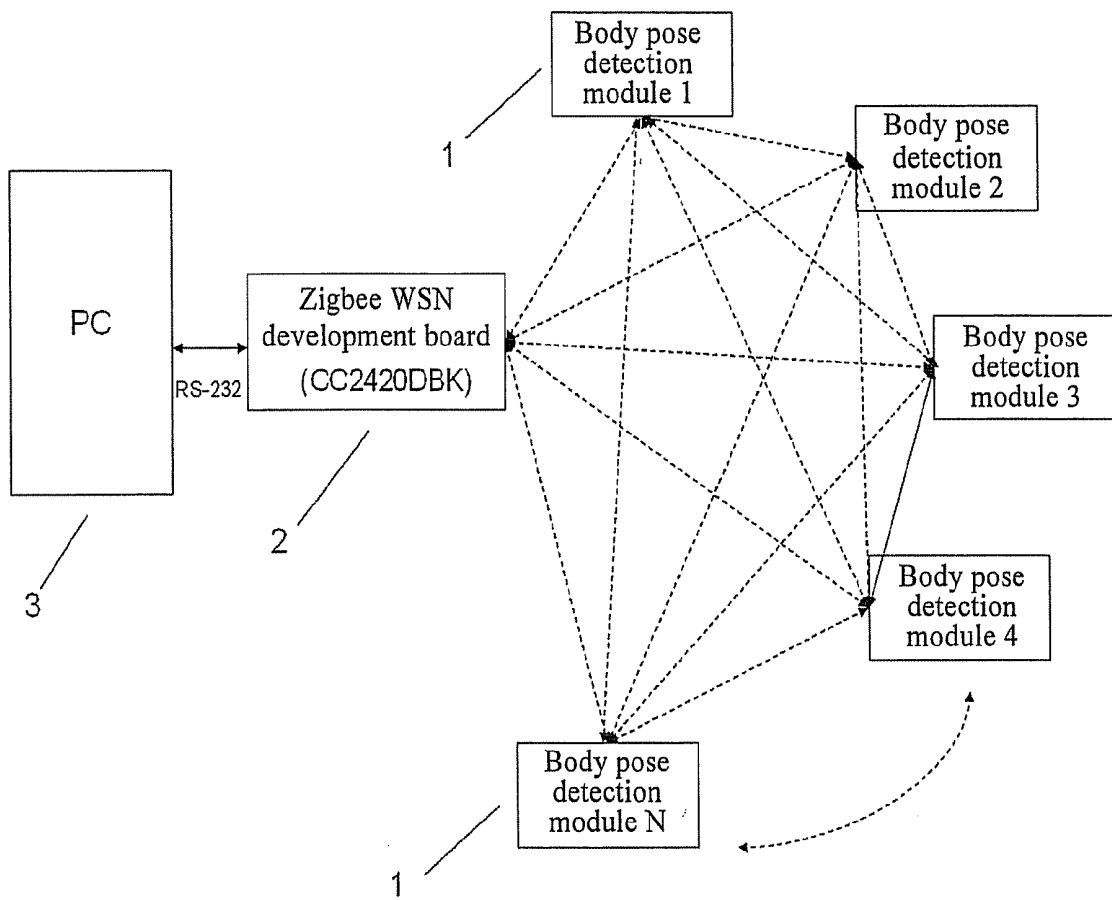 Body pose
detection
module 1
1
Body pose
detection
module 2
PC
RS-232
Zigbee WSN
development board
(CC2420DBK)
Body pose
detection
module 3
2
3
Body pose
detection
module 4
Body pose
detection
module N
1